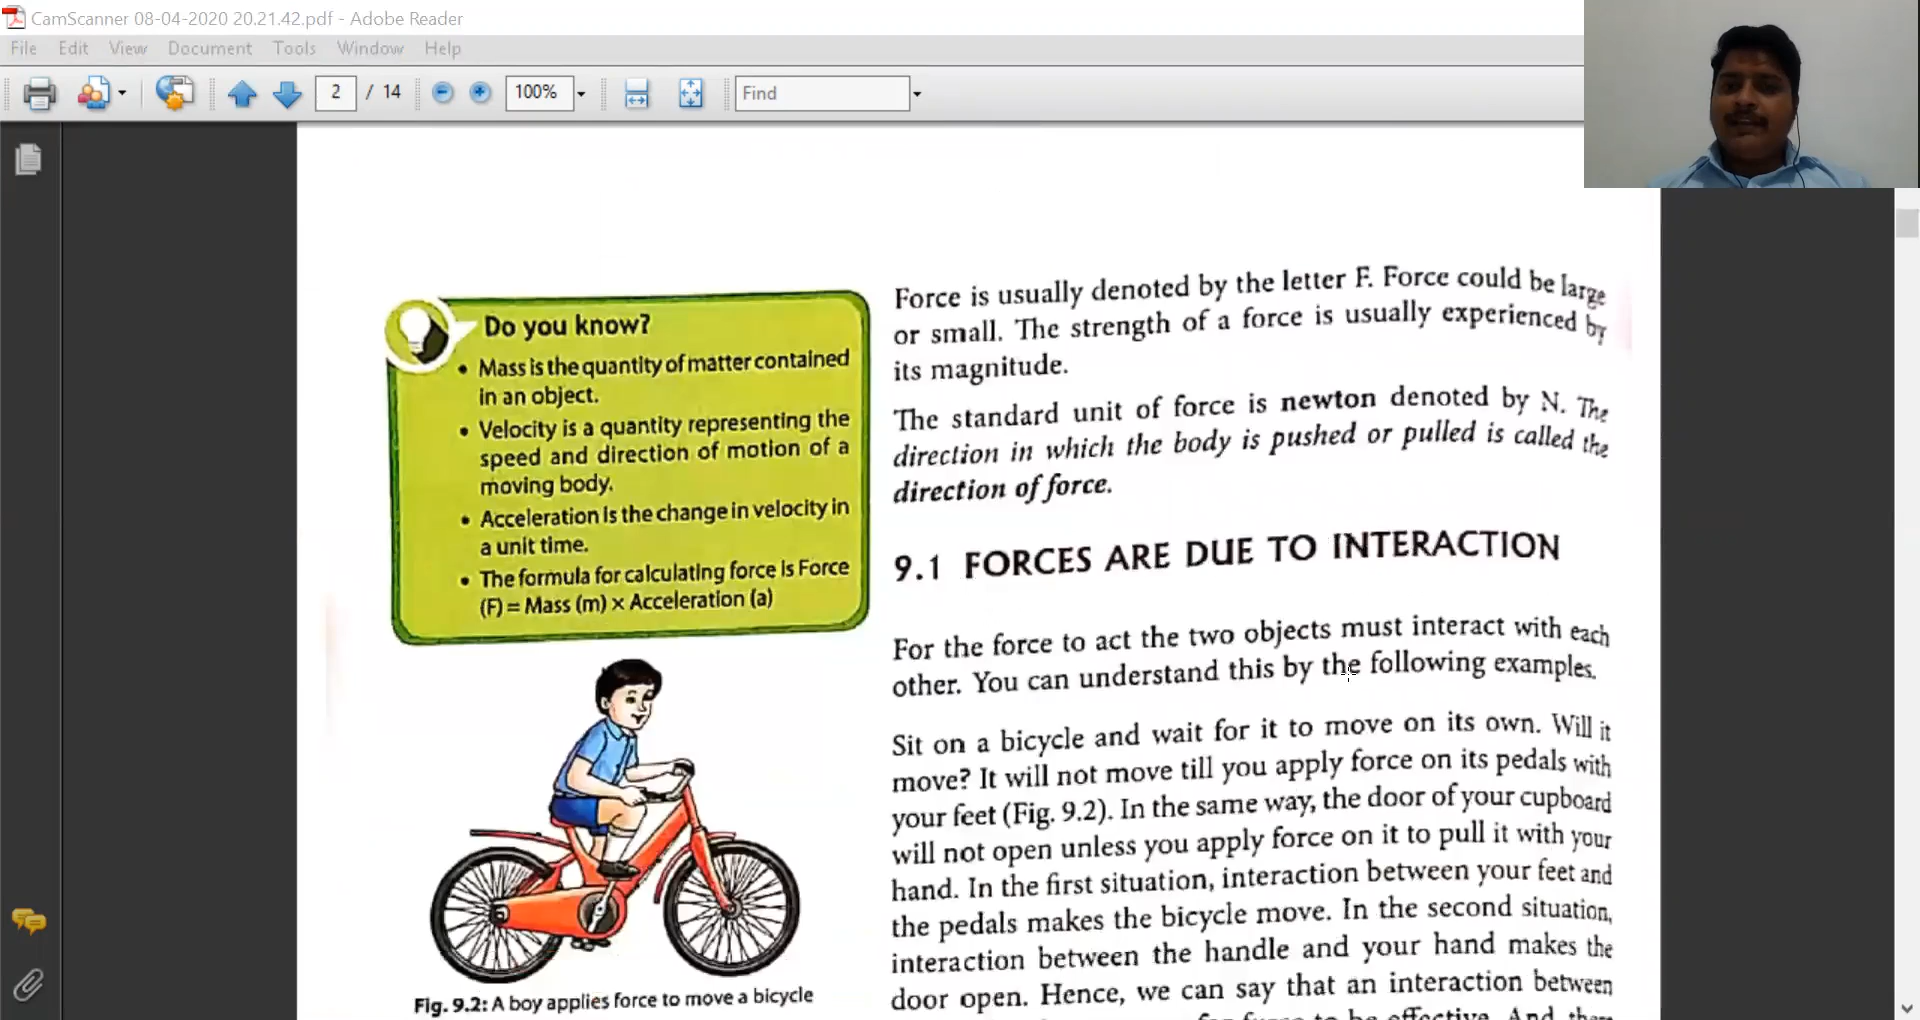 CamScanner 08-04-2020 20.21.42.pdf - Adobe Reader
File Edit View Document Tools Window Help
2 / 14 100% Find
Do you know?
• Mass is the quantity of matter contained
in an object.
• Velocity is a quantity representing the
speed and direction of motion of a
moving body.
• Acceleration is the change in velocity in
a unit time.
• The formula for calculating force is Force
(F) = Mass (m) × Acceleration (a)
Fig. 9.2: A boy applies force to move a bicycle
Force is usually denoted by the letter F. Force could be large
or small. The strength of a force is usually experienced by
its magnitude.
The standard unit of force is newton denoted by N. The
direction in which the body is pushed or pulled is called the
direction of force.
9.1 FORCES ARE DUE TO INTERACTION
For the force to act the two objects must interact with each
other. You can understand this by the following examples.
Sit on a bicycle and wait for it to move on its own. Will it
move? It will not move till you apply force on its pedals with
your feet (Fig. 9.2). In the same way, the door of your cupboard
will not open unless you apply force on it to pull it with your
hand. In the first situation, interaction between your feet and
the pedals makes the bicycle move. In the second situation,
interaction between the handle and your hand makes the
door open. Hence, we can say that an interaction between
for force to be effective. And